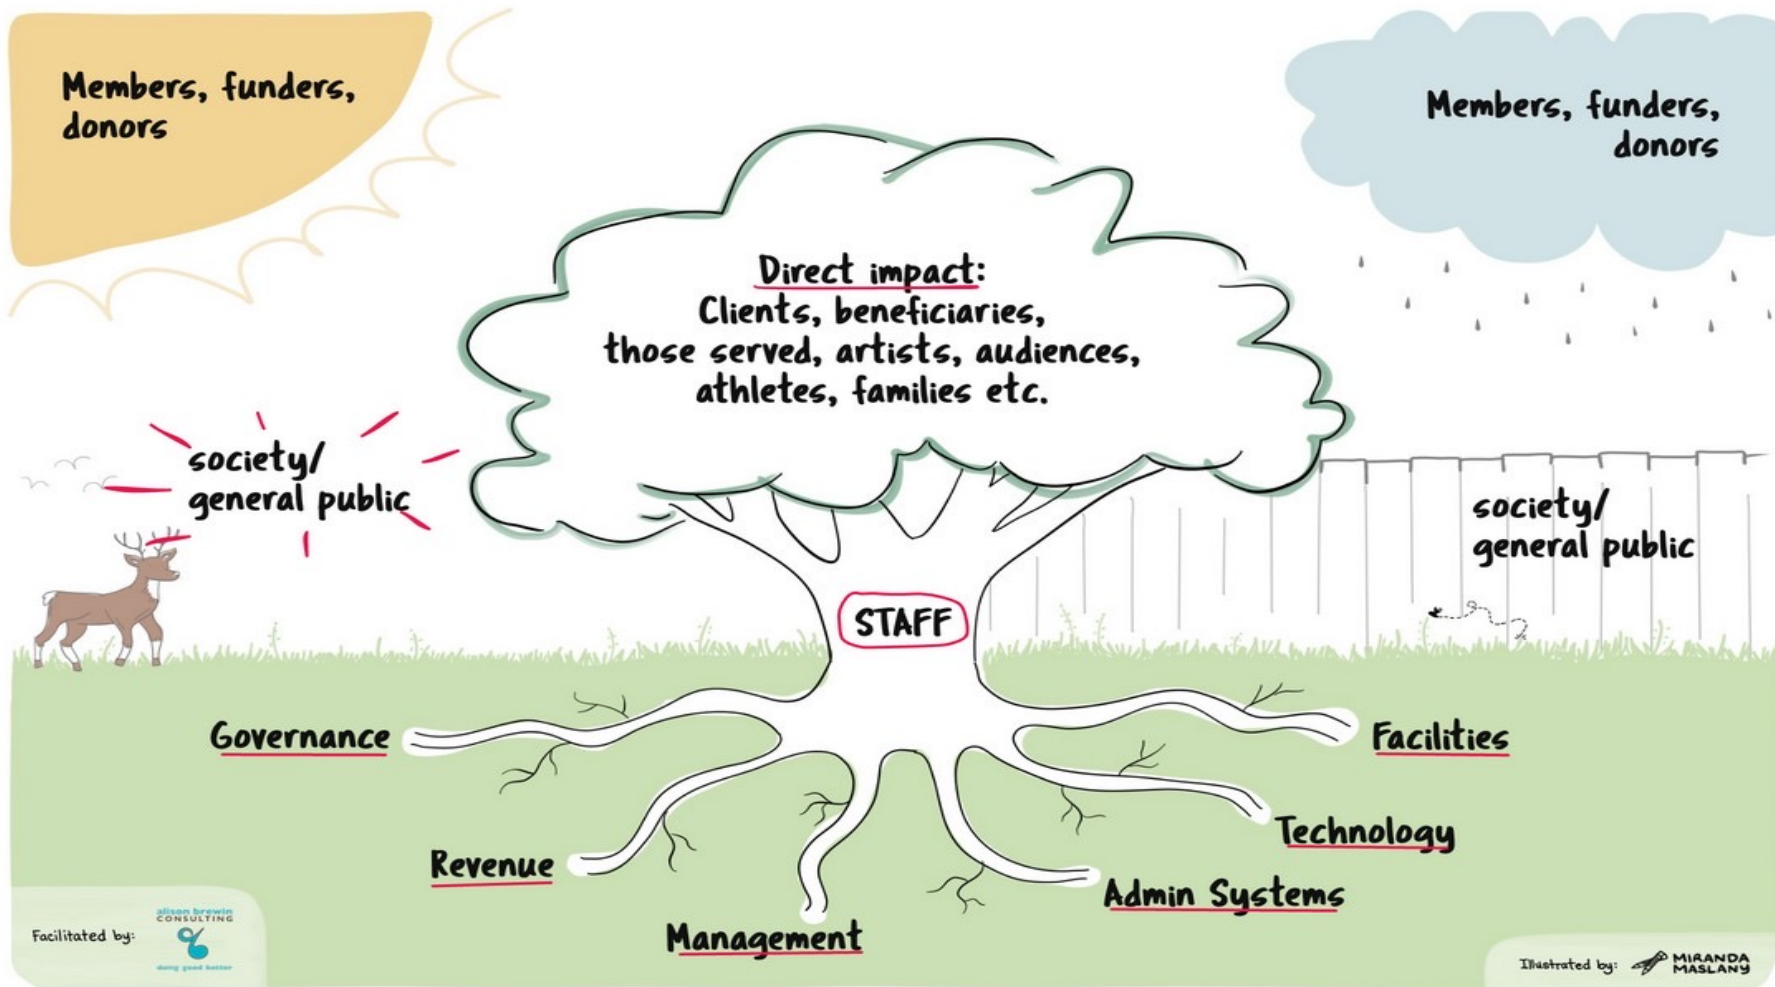 Members, funders,
donors
Members, funders,
donors
Direct impact:
Clients, beneficiaries,
those served, artists, audiences,
athletes, families etc.
society/
general public
society/
general public
STAFF
Governance
Facilities
Revenue
Technology
Management
Admin Systems
Facilitated by:
alison brewin
CONSULTING
doing good better
Illustrated by:
MIRANDA
MASLANY